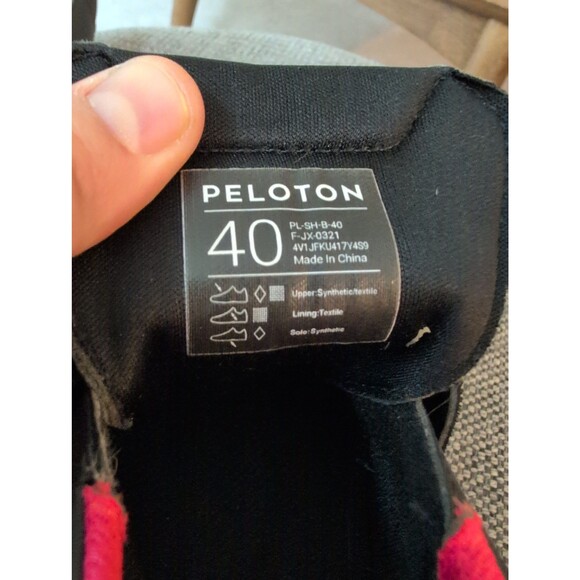 PELOTON
40
PL-SH-B-40
F-JX-0321
4V1JFKU417Y4S9
Made In China
Upper:Synthetic/textile
Lining:Textile
Sole:Synthetic